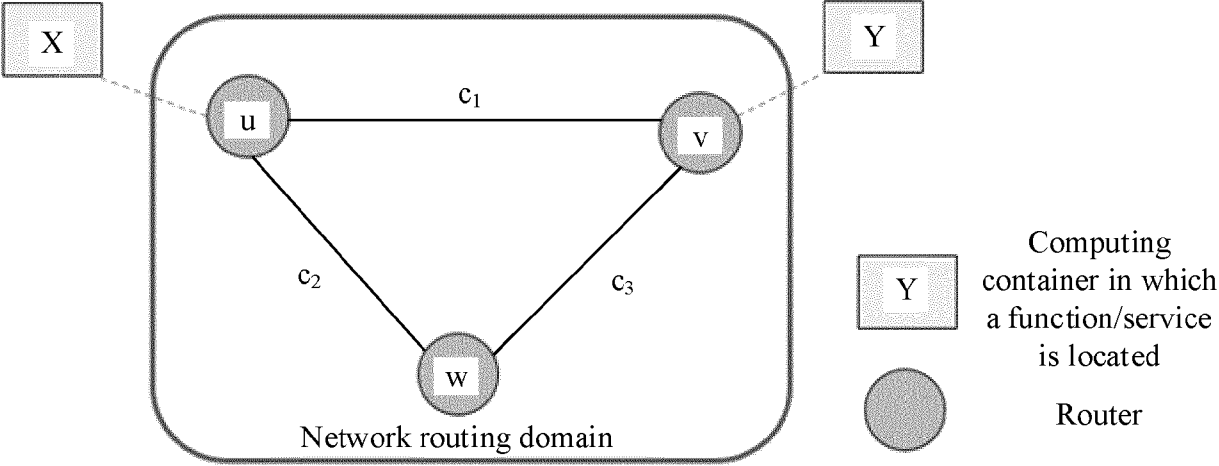 X
Y
u
c1
v
c2
c3
w
Network routing domain
Y
Computing
container in which
a function/service
is located
Router